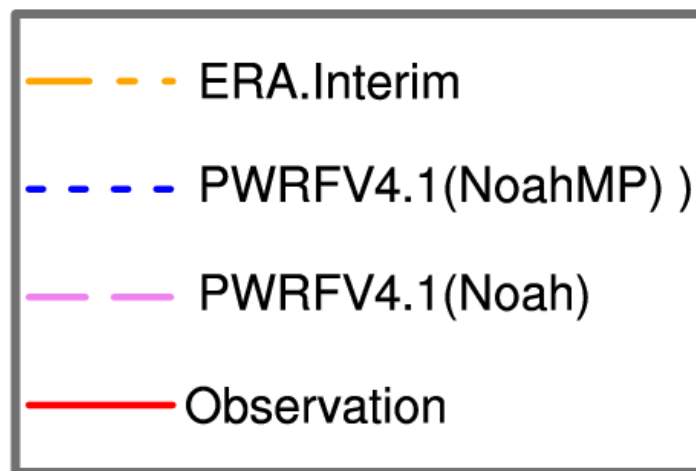 ERA.Interim
PWRFV4.1(NoahMP) )
PWRFV4.1(Noah)
Observation